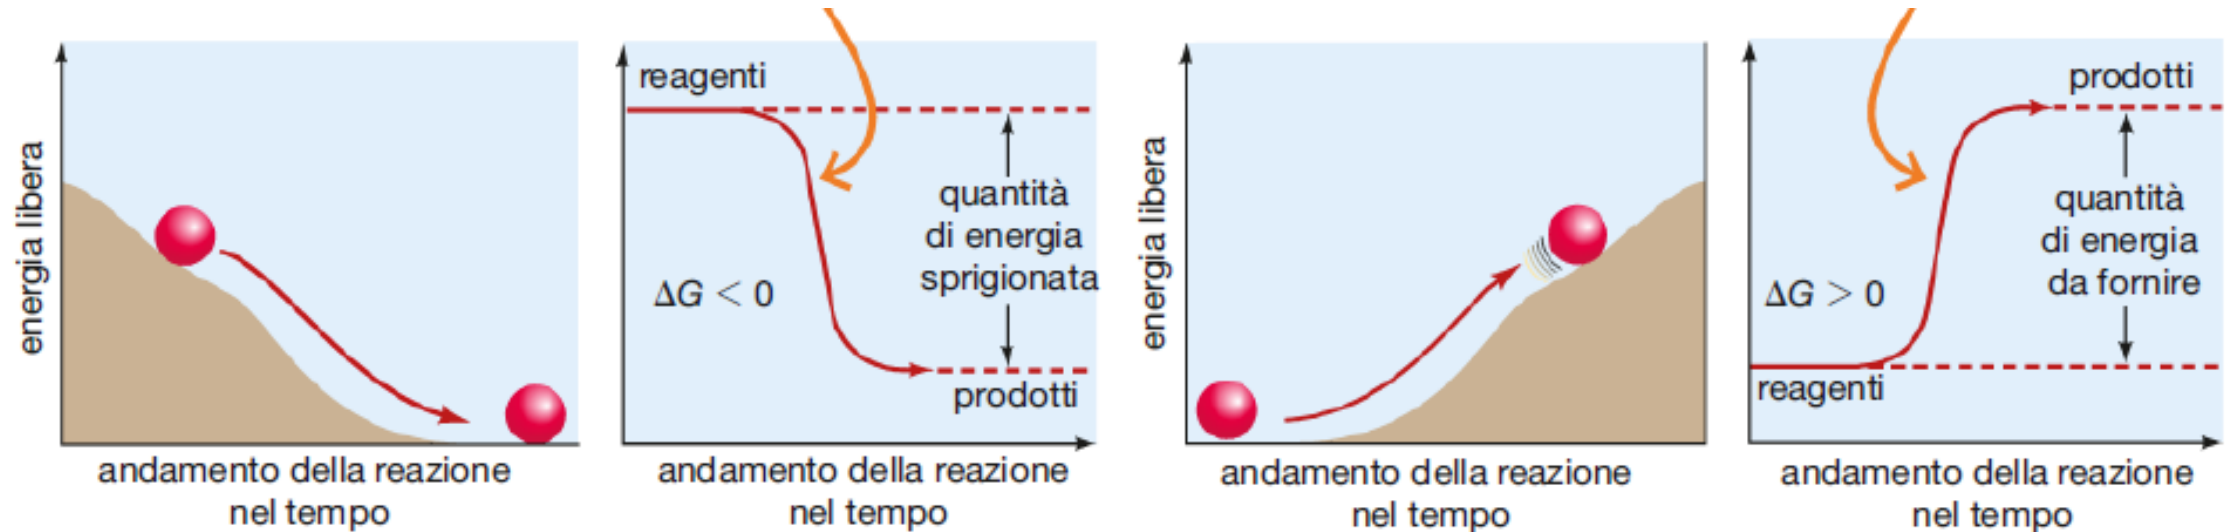 energia libera
andamento della reazione
nel tempo
reagenti
quantità
di energia
sprigionata
ΔG < 0
prodotti
andamento della reazione
nel tempo
energia libera
andamento della reazione
nel tempo
prodotti
quantità
di energia
da fornire
ΔG > 0
reagenti
andamento della reazione
nel tempo